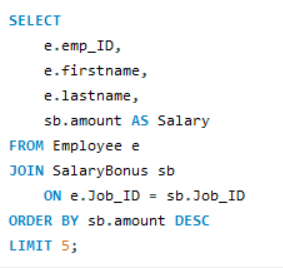 SELECT
    e.emp_ID,
    e.firstname,
    e.lastname,
    sb.amount AS Salary
FROM Employee e
JOIN SalaryBonus sb
    ON e.Job_ID = sb.Job_ID
ORDER BY sb.amount DESC
LIMIT 5;